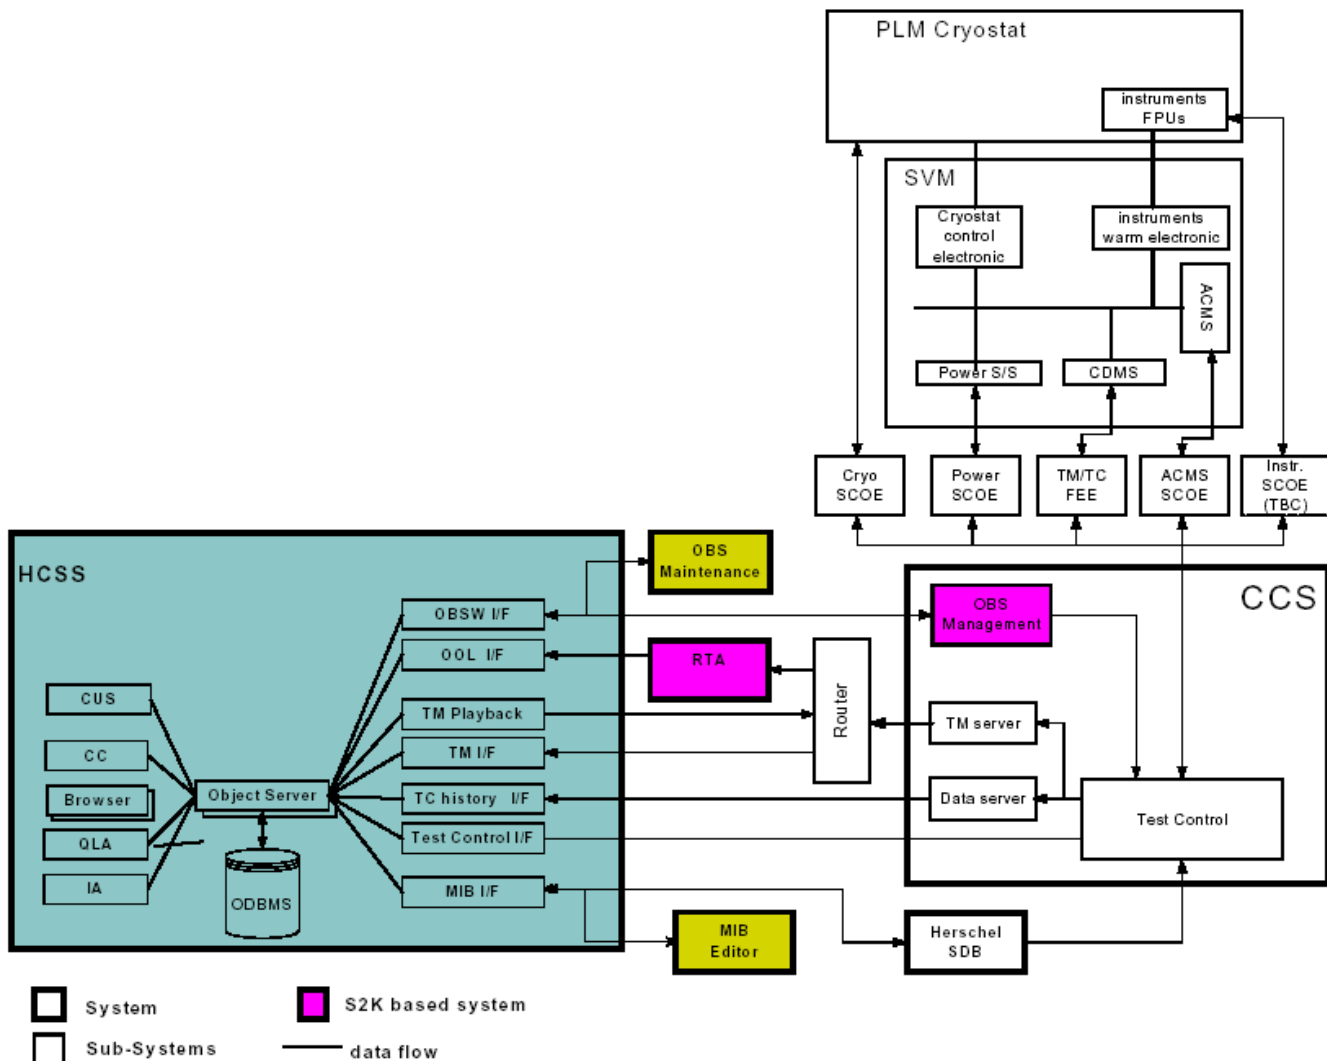 PLM Cryostat
instruments
FPUs
SVM
Cryostat
control
electronic
instruments
warm electronic
ACMS
Power S/S
CDMS
Cryo
SCOE
Power
SCOE
TM/TC
FEE
ACMS
SCOE
Instr.
SCOE
(TBC)
HCSS
OBS
Maintenance
CCS
OBSW I/F
OBS
Management
OOL I/F
RTA
CUS
TM Playback
Router
TM server
CC
TM I/F
Browser
Object Server
TC history I/F
Data server
QLA
Test Control I/F
Test Control
IA
ODBMS
MIB I/F
MIB
Editor
Herschel
SDB
System
S2K based system
Sub-Systems
data flow